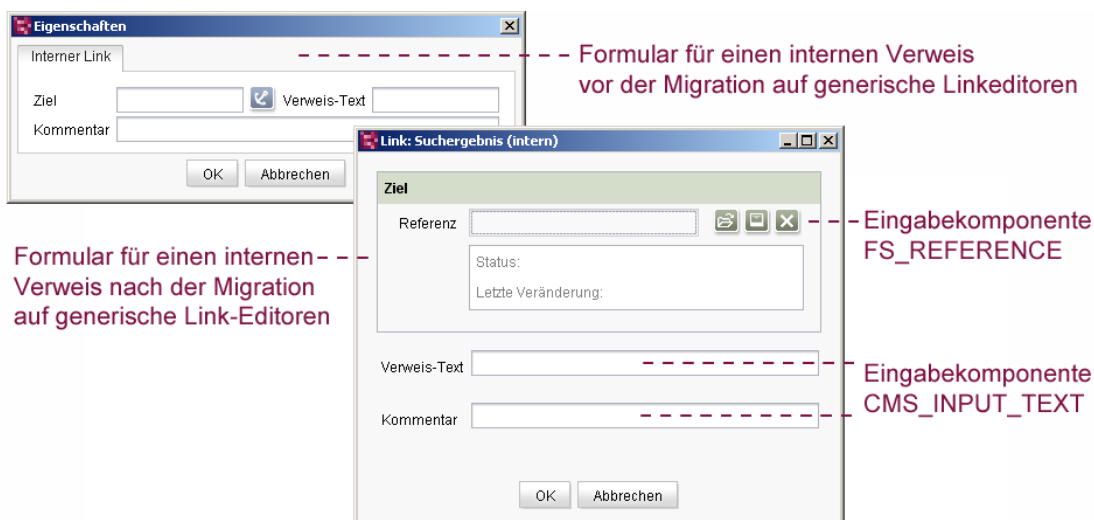 Eigenschaften
Interner Link
Ziel
Verweis-Text
Kommentar
OK
Abbrechen
Formular für einen internen Verweis
vor der Migration auf generische Linkeditoren
Link: Suchergebnis (intern)
Ziel
Referenz
Status:
Letzte Veränderung:
Verweis-Text
Kommentar
OK
Abbrechen
Eingabekomponente
FS_REFERENCE
Formular für einen internen
Verweis nach der Migration
auf generische Link-Editoren
Eingabekomponente
CMS_INPUT_TEXT